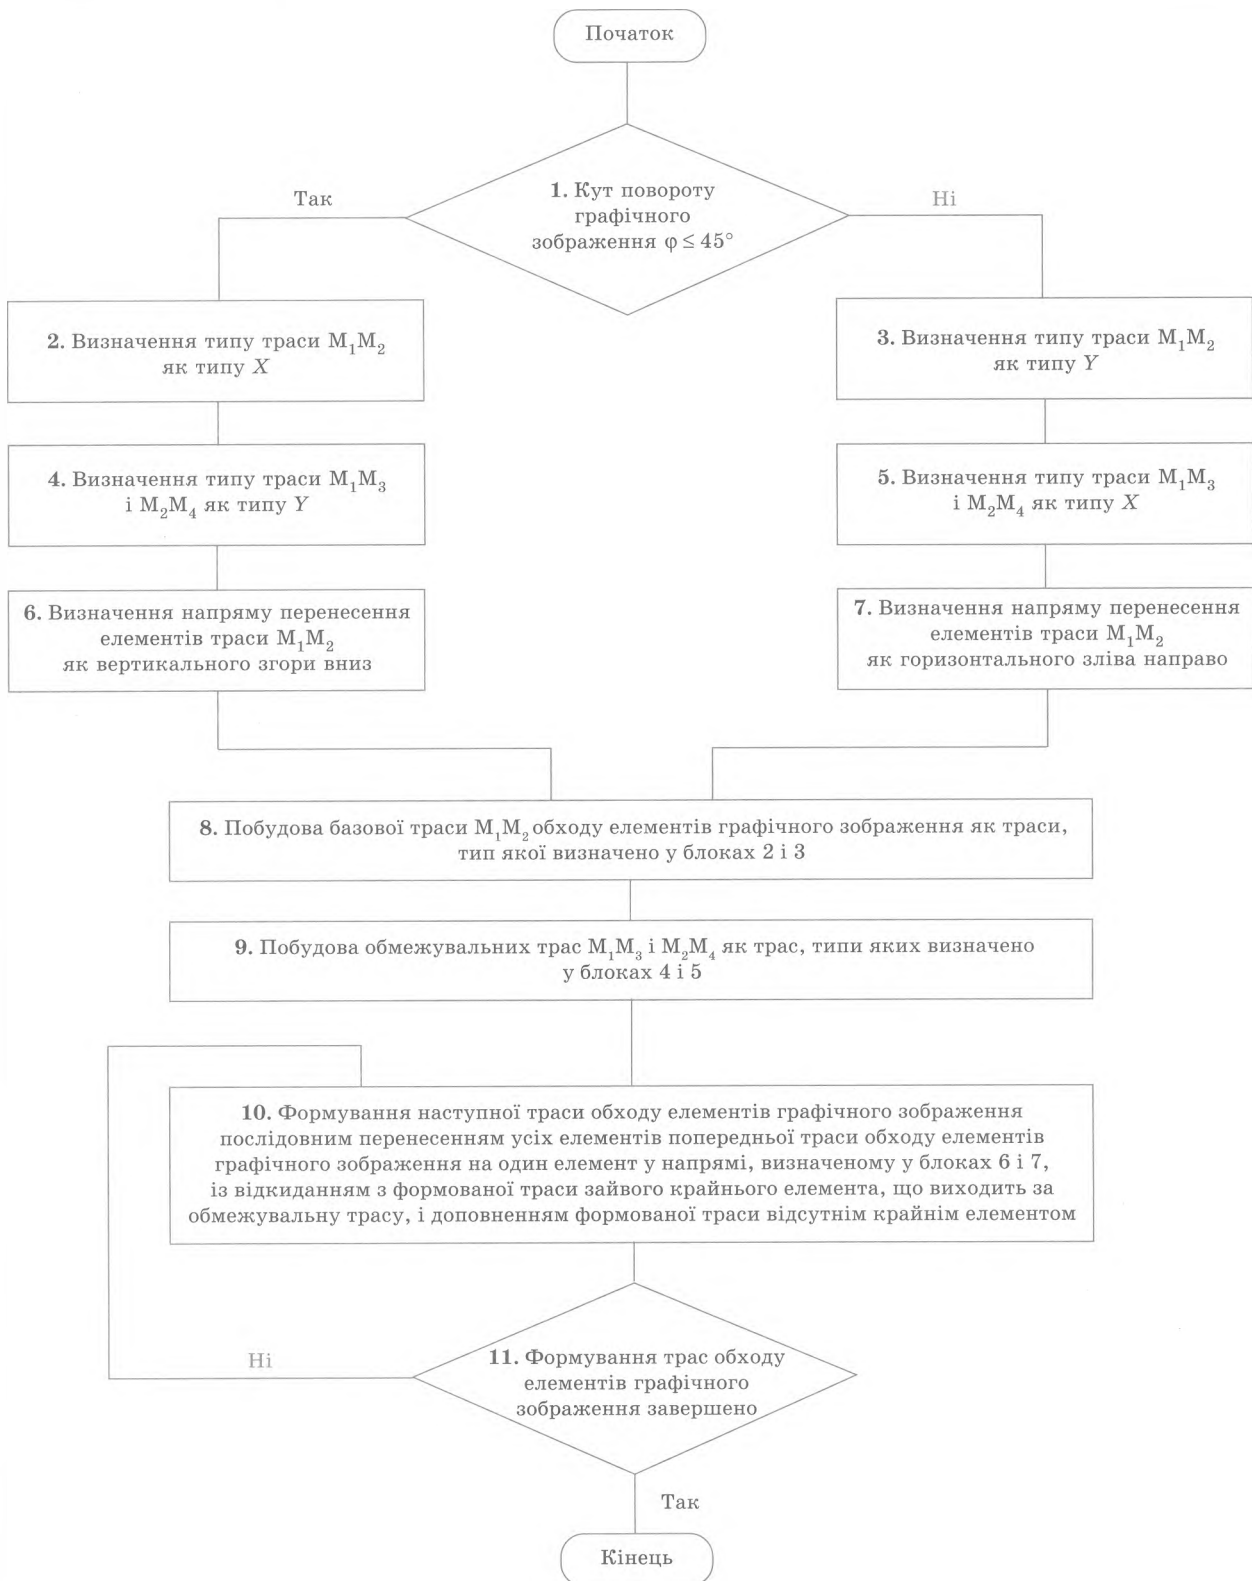 Початок
1. Кут повороту
графічного
зображення φ ≤ 45°
Так
Ні
2. Визначення типу траси M₁M₂
як типу X
3. Визначення типу траси M₁M₂
як типу Y
4. Визначення типу траси M₁M₃
і M₂M₄ як типу Y
5. Визначення типу траси M₁M₃
і M₂M₄ як типу X
6. Визначення напряму перенесення
елементів траси M₁M₂
як вертикального згори вниз
7. Визначення напряму перенесення
елементів траси M₁M₂
як горизонтального зліва направо
8. Побудова базової траси M₁M₂ обходу елементів графічного зображення як траси,
тип якої визначено у блоках 2 і 3
9. Побудова обмежувальних трас M₁M₃ і M₂M₄ як трас, типи яких визначено
у блоках 4 і 5
10. Формування наступної траси обходу елементів графічного зображення
послідовним перенесенням усіх елементів попередньої траси обходу елементів
графічного зображення на один елемент у напрямі, визначеному у блоках 6 і 7,
із відкиданням з формованої траси зайвого крайнього елемента, що виходить за
обмежувальну трасу, і доповненням формованої траси відсутнім крайнім елементом
11. Формування трас обходу
елементів графічного
зображення завершено
Ні
Так
Кінець